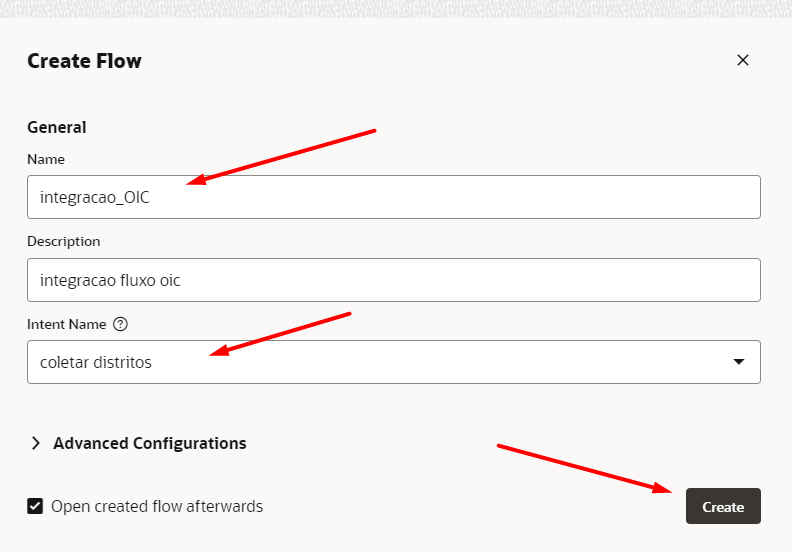 Create Flow
General
Name
integracao_OIC
Description
integracao fluxo oic
Intent Name
coletar distritos
Advanced Configurations
Open created flow afterwards
Create